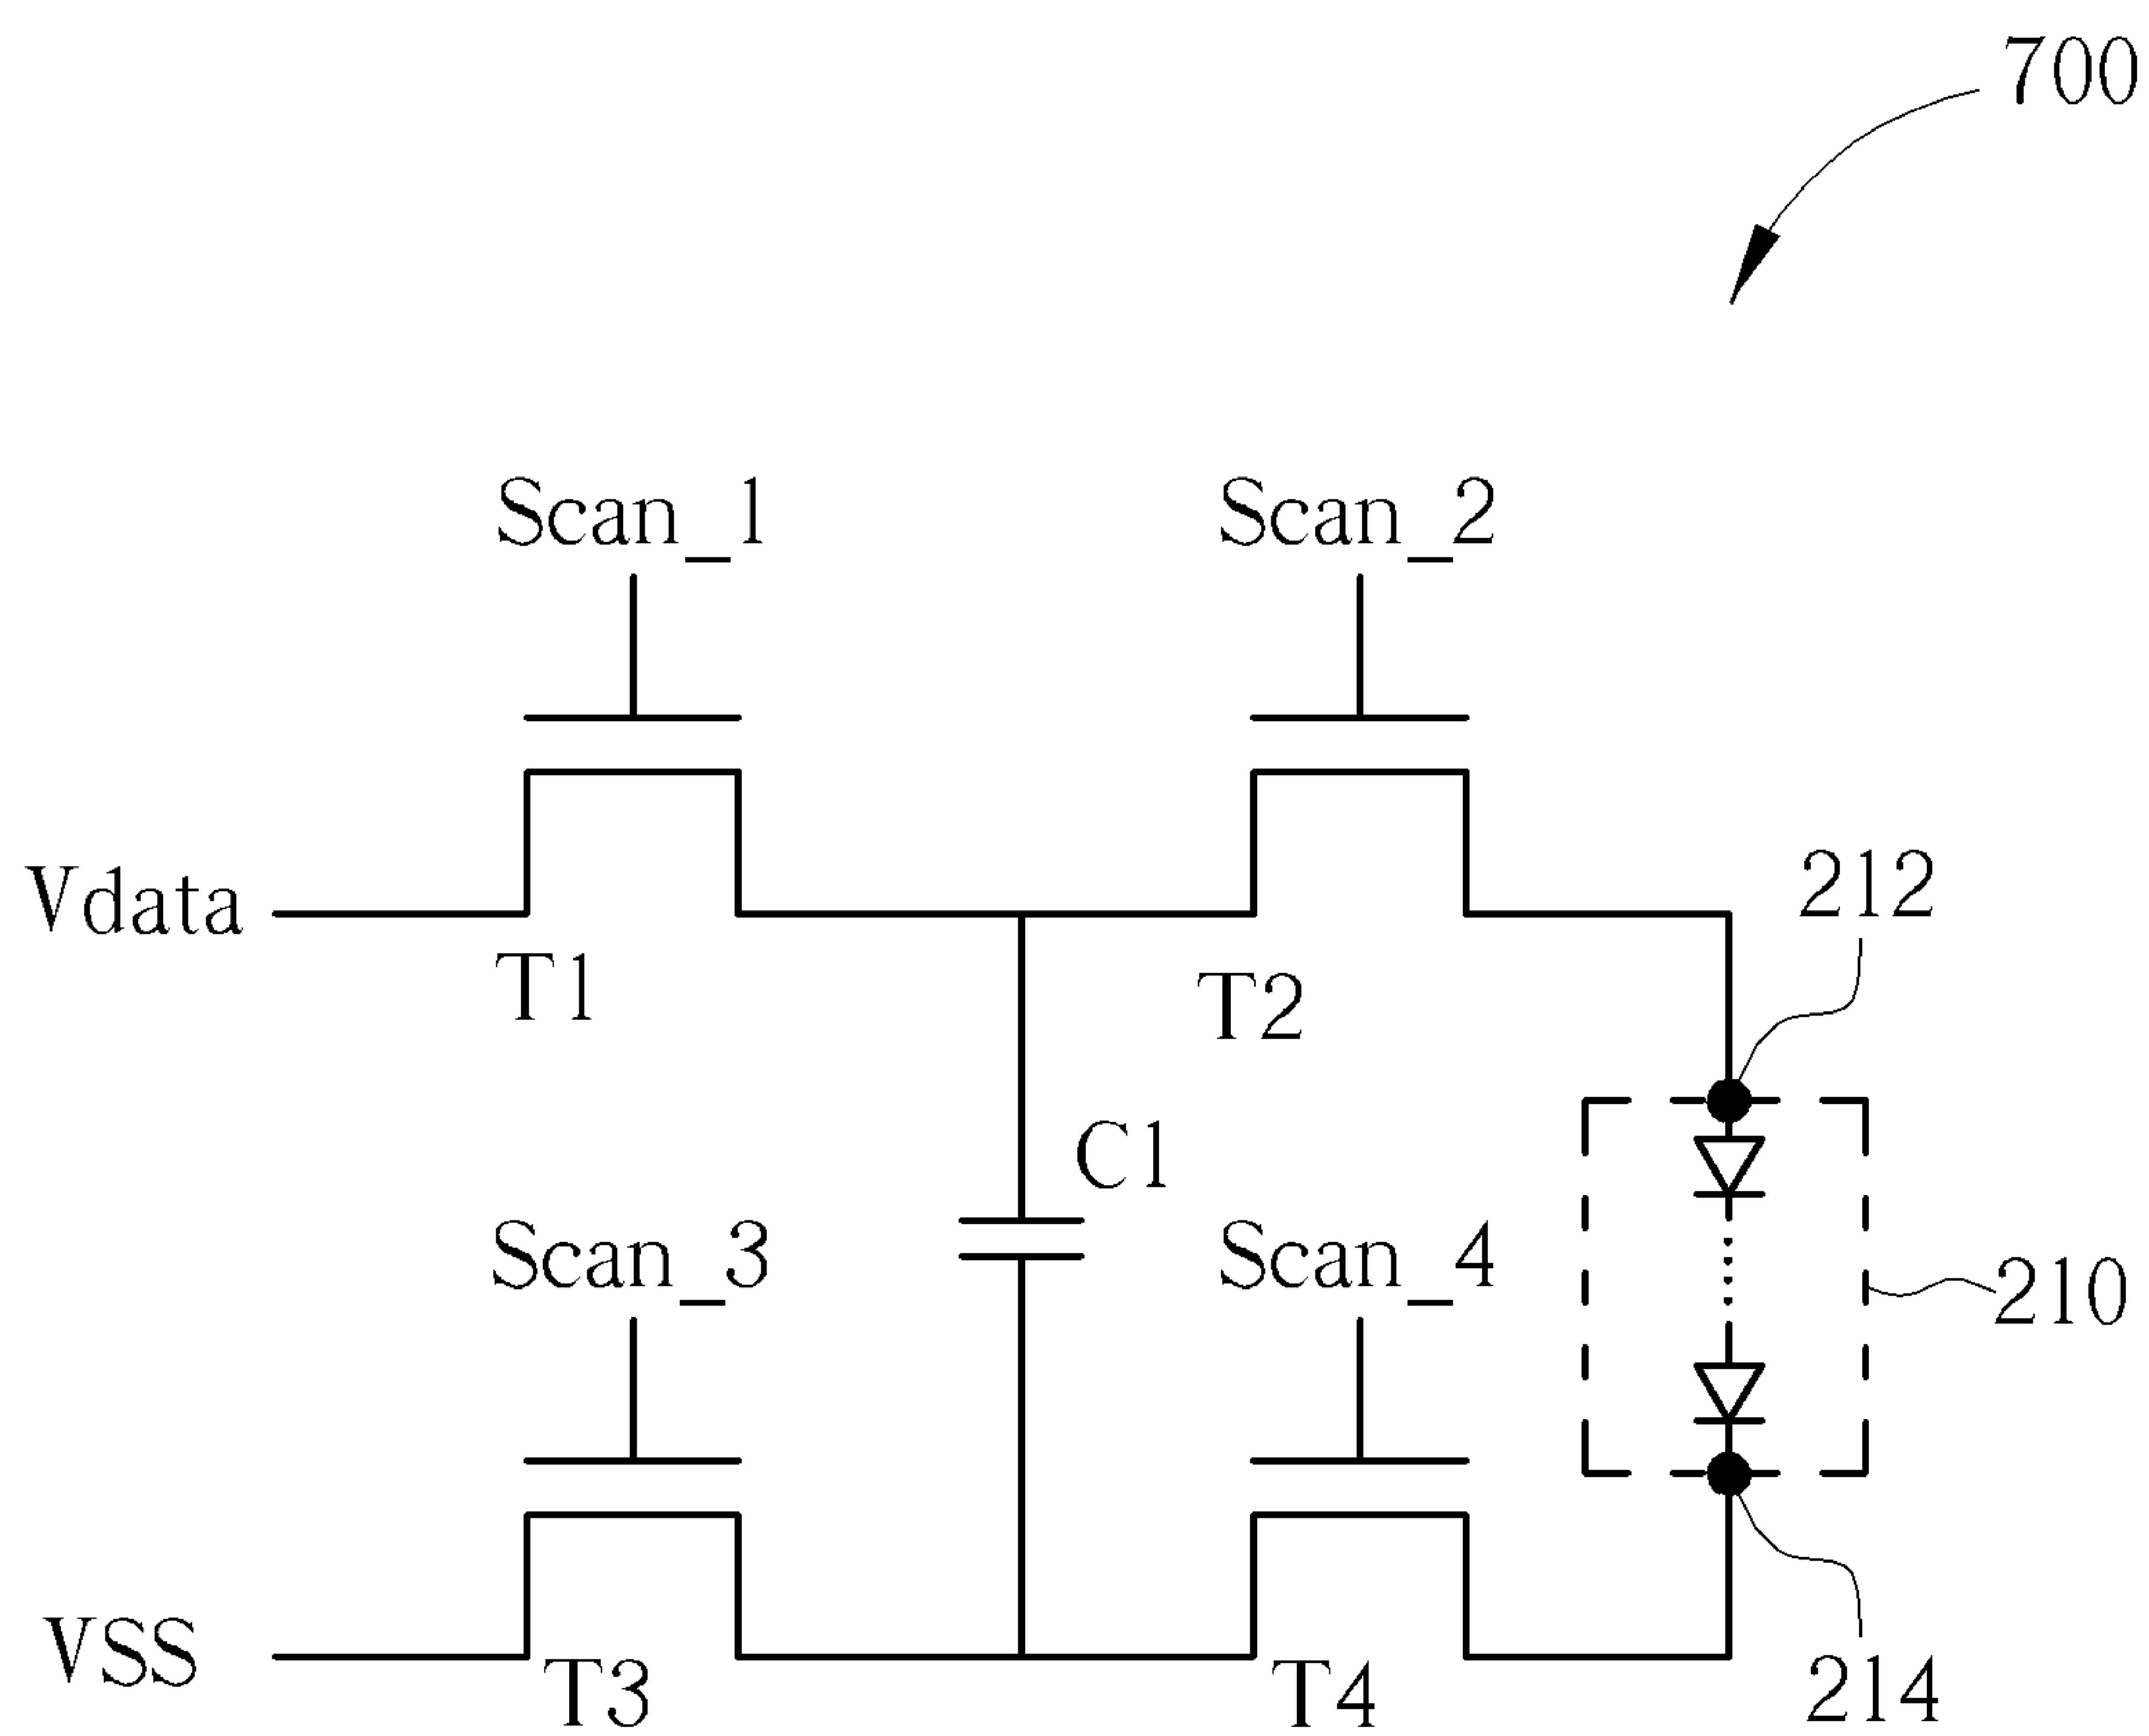 700
Scan_1
Scan_2
Vdata
T1
T2
212
C1
Scan_3
Scan_4
210
VSS
T3
T4
214